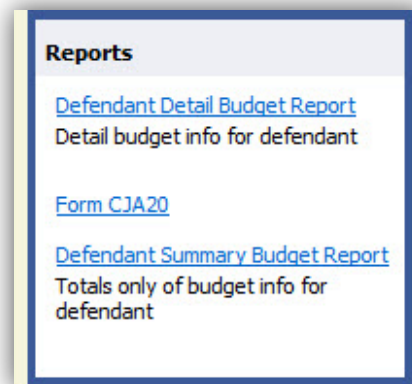 Reports
Defendant Detail Budget Report
Detail budget info for defendant
Form CJA20
Defendant Summary Budget Report
Totals only of budget info for
defendant